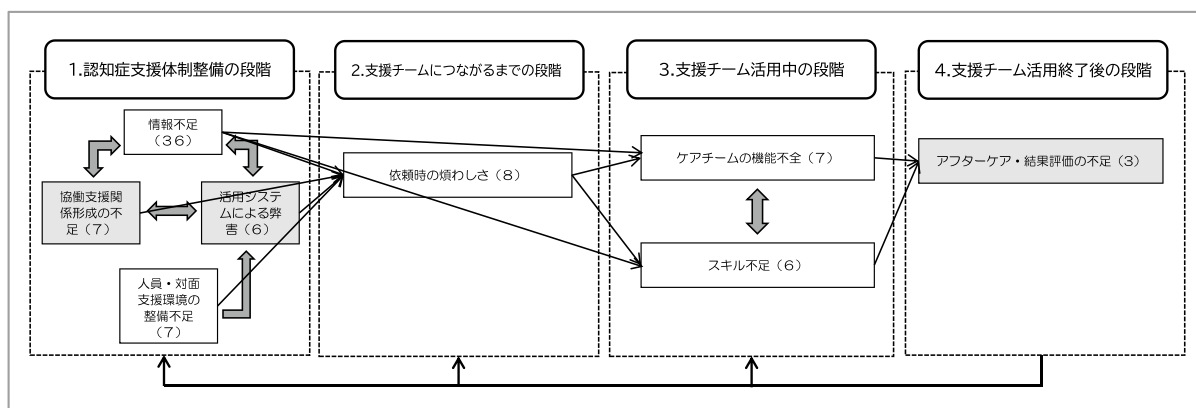 1.認知症支援体制整備の段階
情報不足
（36）
協働支援関
係形成の不
足（7）
活用システ
ムによる弊
害（6）
人員・対面
支援環境の
整備不足
（7）
2.支援チームにつながるまでの段階
依頼時の煩わしさ（8）
3.支援チーム活用中の段階
ケアチームの機能不全（7）
スキル不足（6）
4.支援チーム活用終了後の段階
アフターケア・結果評価の不足（3）